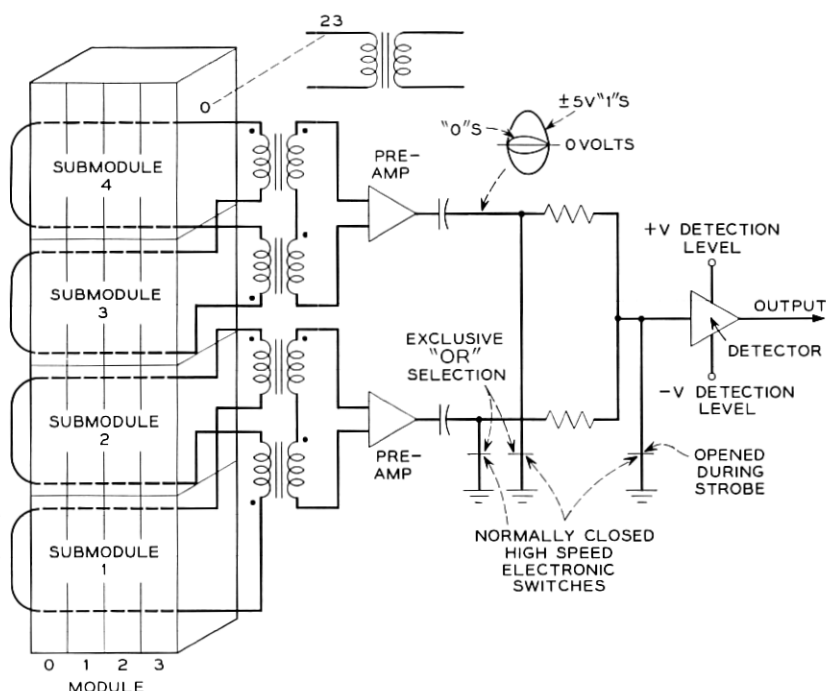 23
0
±5V "1"S
"0"S
0 VOLTS
SUBMODULE
4
PRE-
AMP
+V DETECTION
LEVEL
SUBMODULE
3
OUTPUT
EXCLUSIVE
"OR"
SELECTION
DETECTOR
SUBMODULE
2
-V DETECTION
LEVEL
PRE-
AMP
OPENED
DURING
STROBE
SUBMODULE
1
NORMALLY CLOSED
HIGH SPEED
ELECTRONIC
SWITCHES
0 1 2 3
MODULE